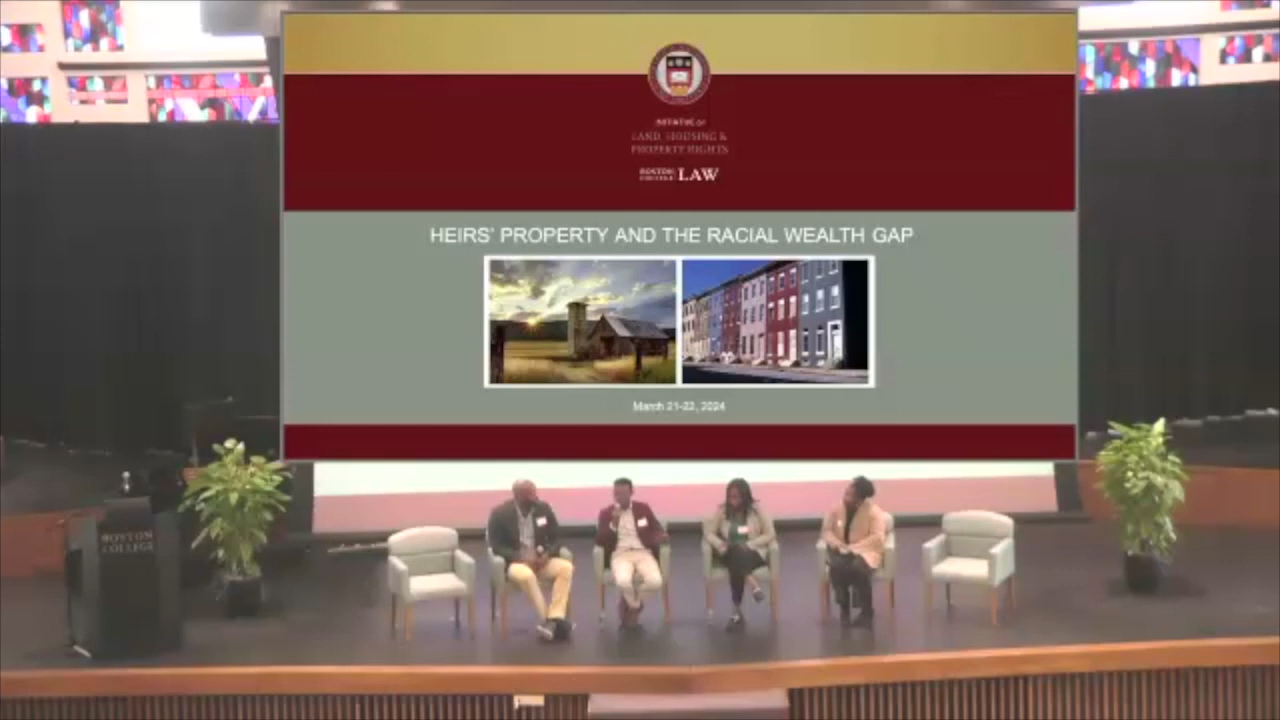 INITIATIVE OF
LAND, HOUSING &
PROPERTY RIGHTS
BOSTON
COLLEGE LAW
HEIRS' PROPERTY AND THE RACIAL WEALTH GAP
March 21-22, 2024
BOSTON
COLLEGE